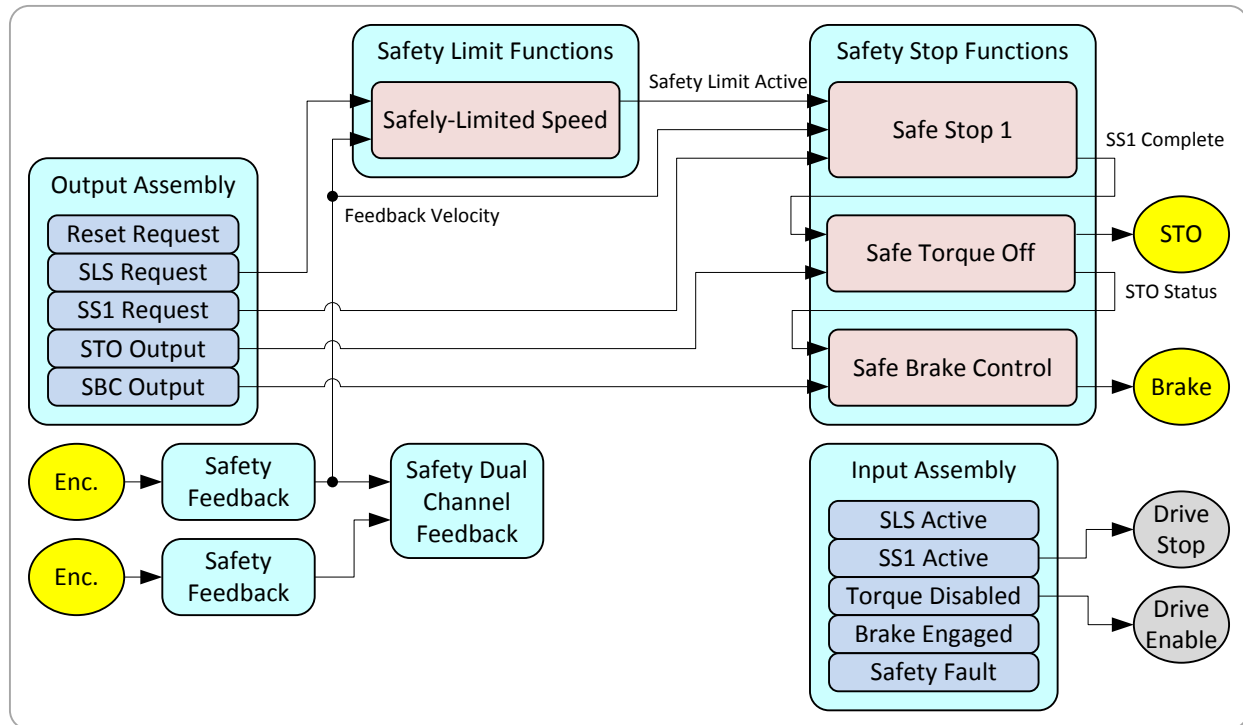 Safety Limit Functions
Safely-Limited Speed
Safety Limit Active
Safety Stop Functions
Safe Stop 1
SS1 Complete
Safe Torque Off
STO
STO Status
Safe Brake Control
Brake
Output Assembly
Reset Request
SLS Request
SS1 Request
STO Output
SBC Output
Feedback Velocity
Enc.
Safety
Feedback
Safety Dual
Channel
Feedback
Enc.
Safety
Feedback
Input Assembly
SLS Active
SS1 Active
Torque Disabled
Brake Engaged
Safety Fault
Drive
Stop
Drive
Enable